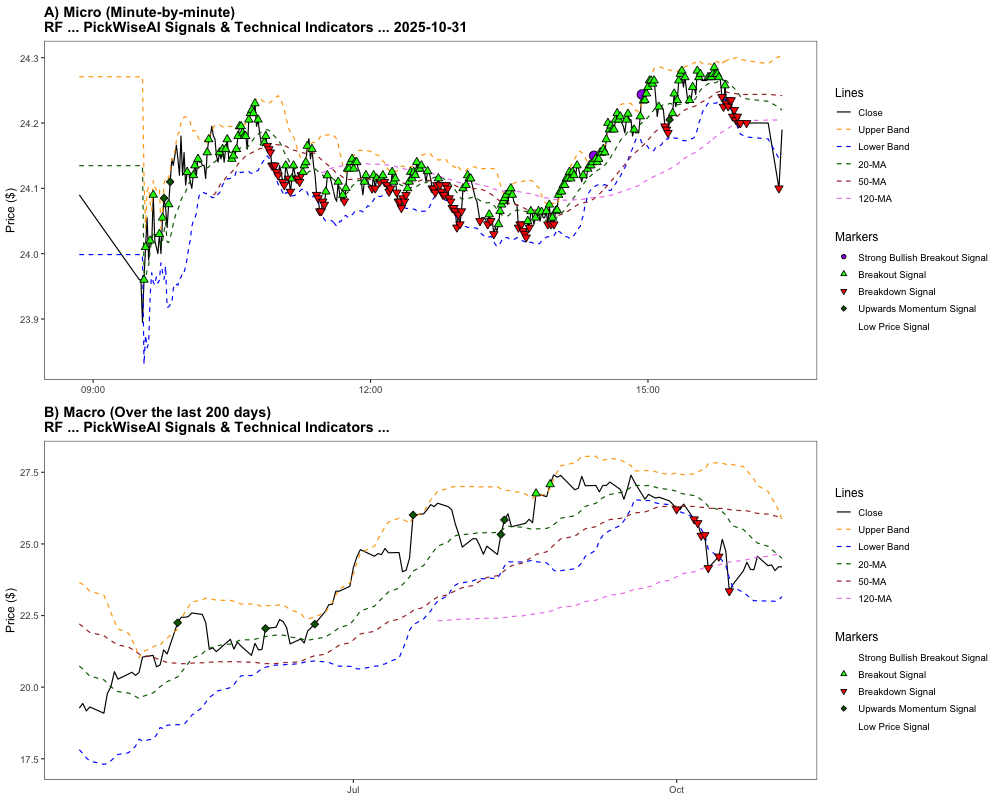 A) Micro (Minute-by-minute)
RF ... PickWiseAI Signals & Technical Indicators ... 2025-10-31
24.3
24.2
24.1
24.0
23.9
Price ($)
09:00
12:00
15:00
Lines
Close
Upper Band
Lower Band
20-MA
50-MA
120-MA
Markers
Strong Bullish Breakout Signal
Breakout Signal
Breakdown Signal
Upwards Momentum Signal
Low Price Signal
B) Macro (Over the last 200 days)
RF ... PickWiseAI Signals & Technical Indicators ...
27.5
25.0
22.5
20.0
17.5
Price ($)
Jul
Oct
Lines
Close
Upper Band
Lower Band
20-MA
50-MA
120-MA
Markers
Strong Bullish Breakout Signal
Breakout Signal
Breakdown Signal
Upwards Momentum Signal
Low Price Signal